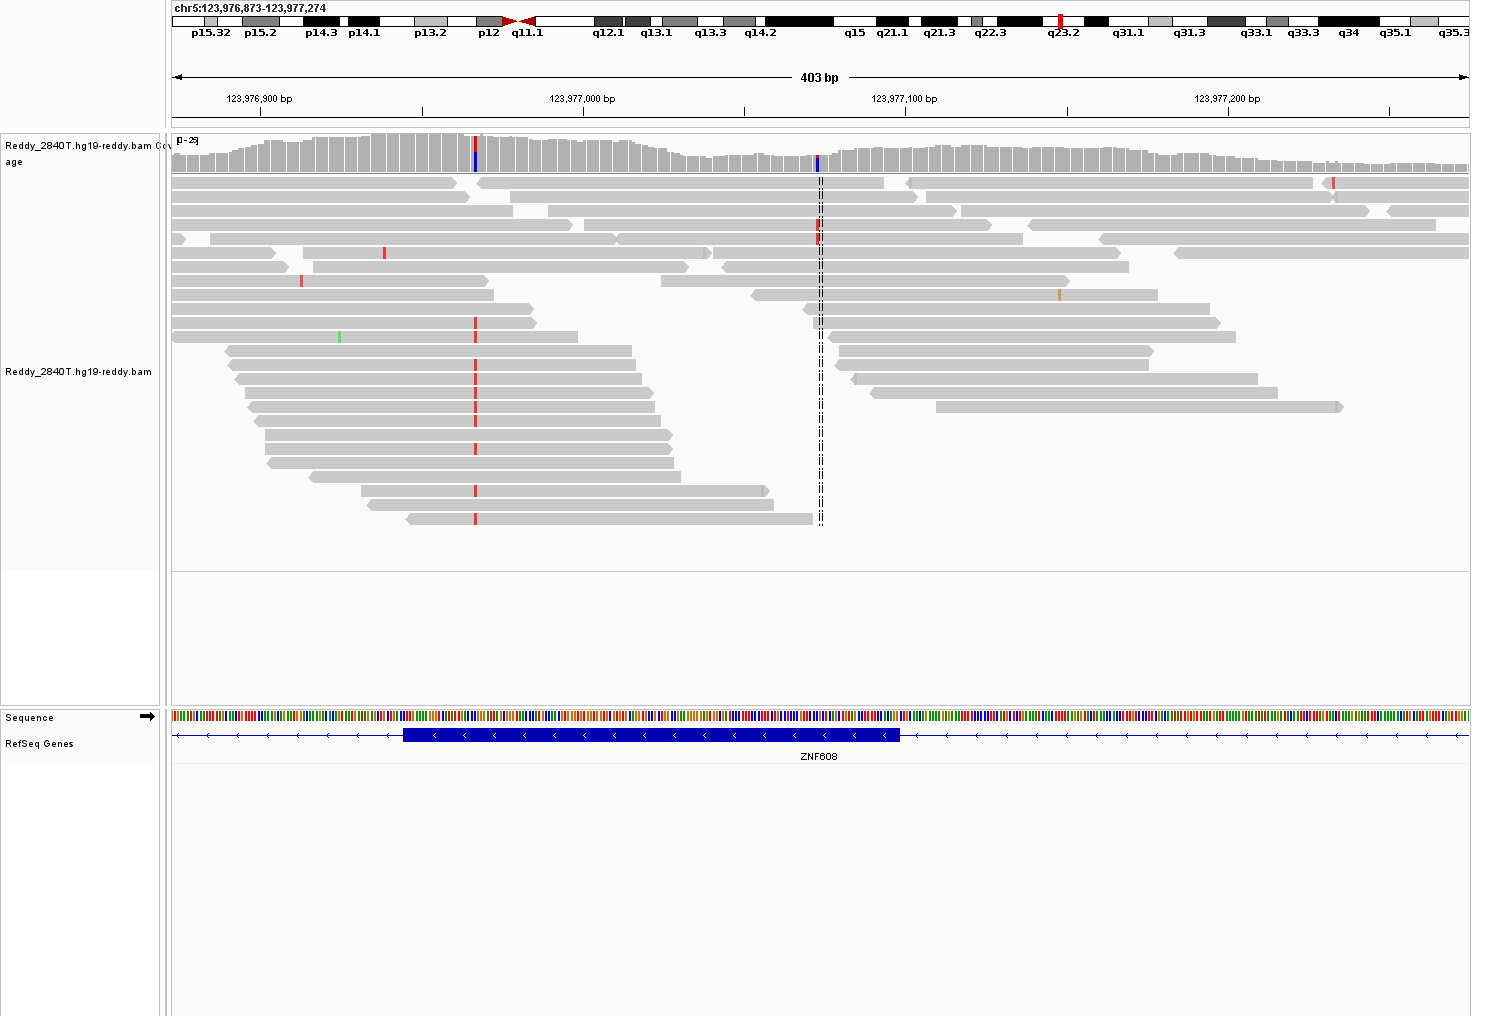 chr5:123,976,873-123,977,274
p15.32 p15.2 p14.3 p14.1 p13.2 p12 q11.1 q12.1 q13.1 q13.3 q14.2 q15 q21.1 q21.3 q22.3 q23.2 q31.1 q31.3 q33.1 q33.3 q34 q35.1 q35.3
403 bp
123,976,900 bp 123,977,000 bp 123,977,100 bp 123,977,200 bp
[0-25]
Reddy_2840T.hg19-reddy.bam Cov
age
Reddy_2840T.hg19-reddy.bam
Sequence
RefSeq Genes
ZNF608